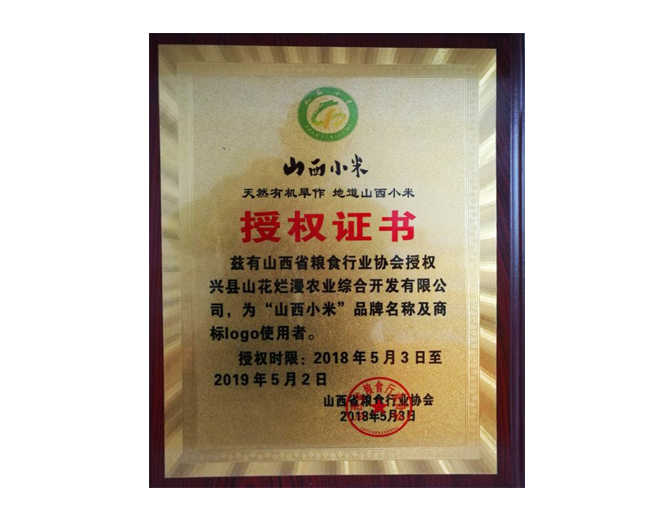 山西小米
天然有机旱作 地道山西小米
授权证书
兹有山西省粮食行业协会授权
兴县山花烂漫农业综合开发有限公
司，为“山西小米”品牌名称及商
标logo使用者。
授权时限：2018年5月3日至
2019年5月2日
山西省粮食行业协会
2018年5月3日